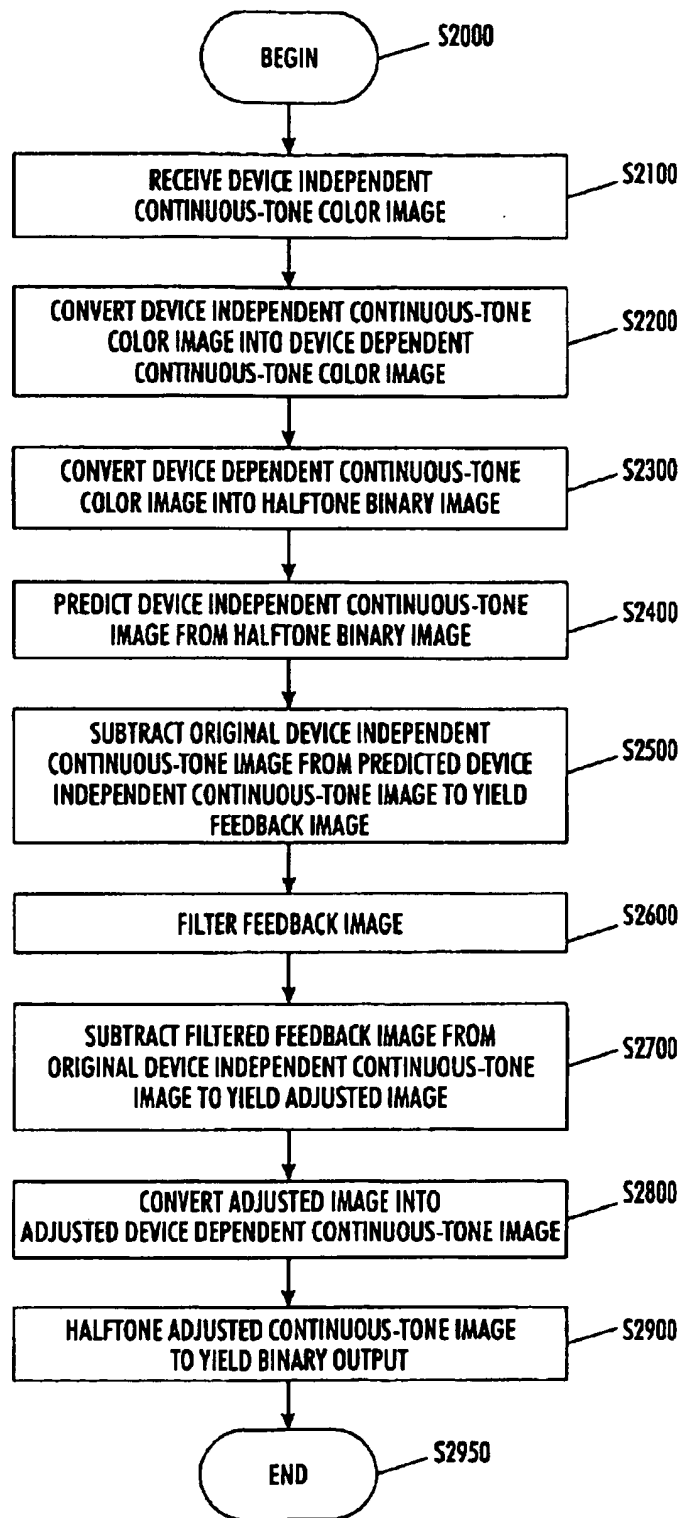 BEGIN
S2000
RECEIVE DEVICE INDEPENDENT
CONTINUOUS-TONE COLOR IMAGE
S2100
CONVERT DEVICE INDEPENDENT CONTINUOUS-TONE
COLOR IMAGE INTO DEVICE DEPENDENT
CONTINUOUS-TONE COLOR IMAGE
S2200
CONVERT DEVICE DEPENDENT CONTINUOUS-TONE
COLOR IMAGE INTO HALFTONE BINARY IMAGE
S2300
PREDICT DEVICE INDEPENDENT CONTINUOUS-TONE
IMAGE FROM HALFTONE BINARY IMAGE
S2400
SUBTRACT ORIGINAL DEVICE INDEPENDENT
CONTINUOUS-TONE IMAGE FROM PREDICTED DEVICE
INDEPENDENT CONTINUOUS-TONE IMAGE TO YIELD
FEEDBACK IMAGE
S2500
FILTER FEEDBACK IMAGE
S2600
SUBTRACT FILTERED FEEDBACK IMAGE FROM
ORIGINAL DEVICE INDEPENDENT CONTINUOUS-TONE
IMAGE TO YIELD ADJUSTED IMAGE
S2700
CONVERT ADJUSTED IMAGE INTO
ADJUSTED DEVICE DEPENDENT CONTINUOUS-TONE IMAGE
S2800
HALFTONE ADJUSTED CONTINUOUS-TONE IMAGE
TO YIELD BINARY OUTPUT
S2900
END
S2950